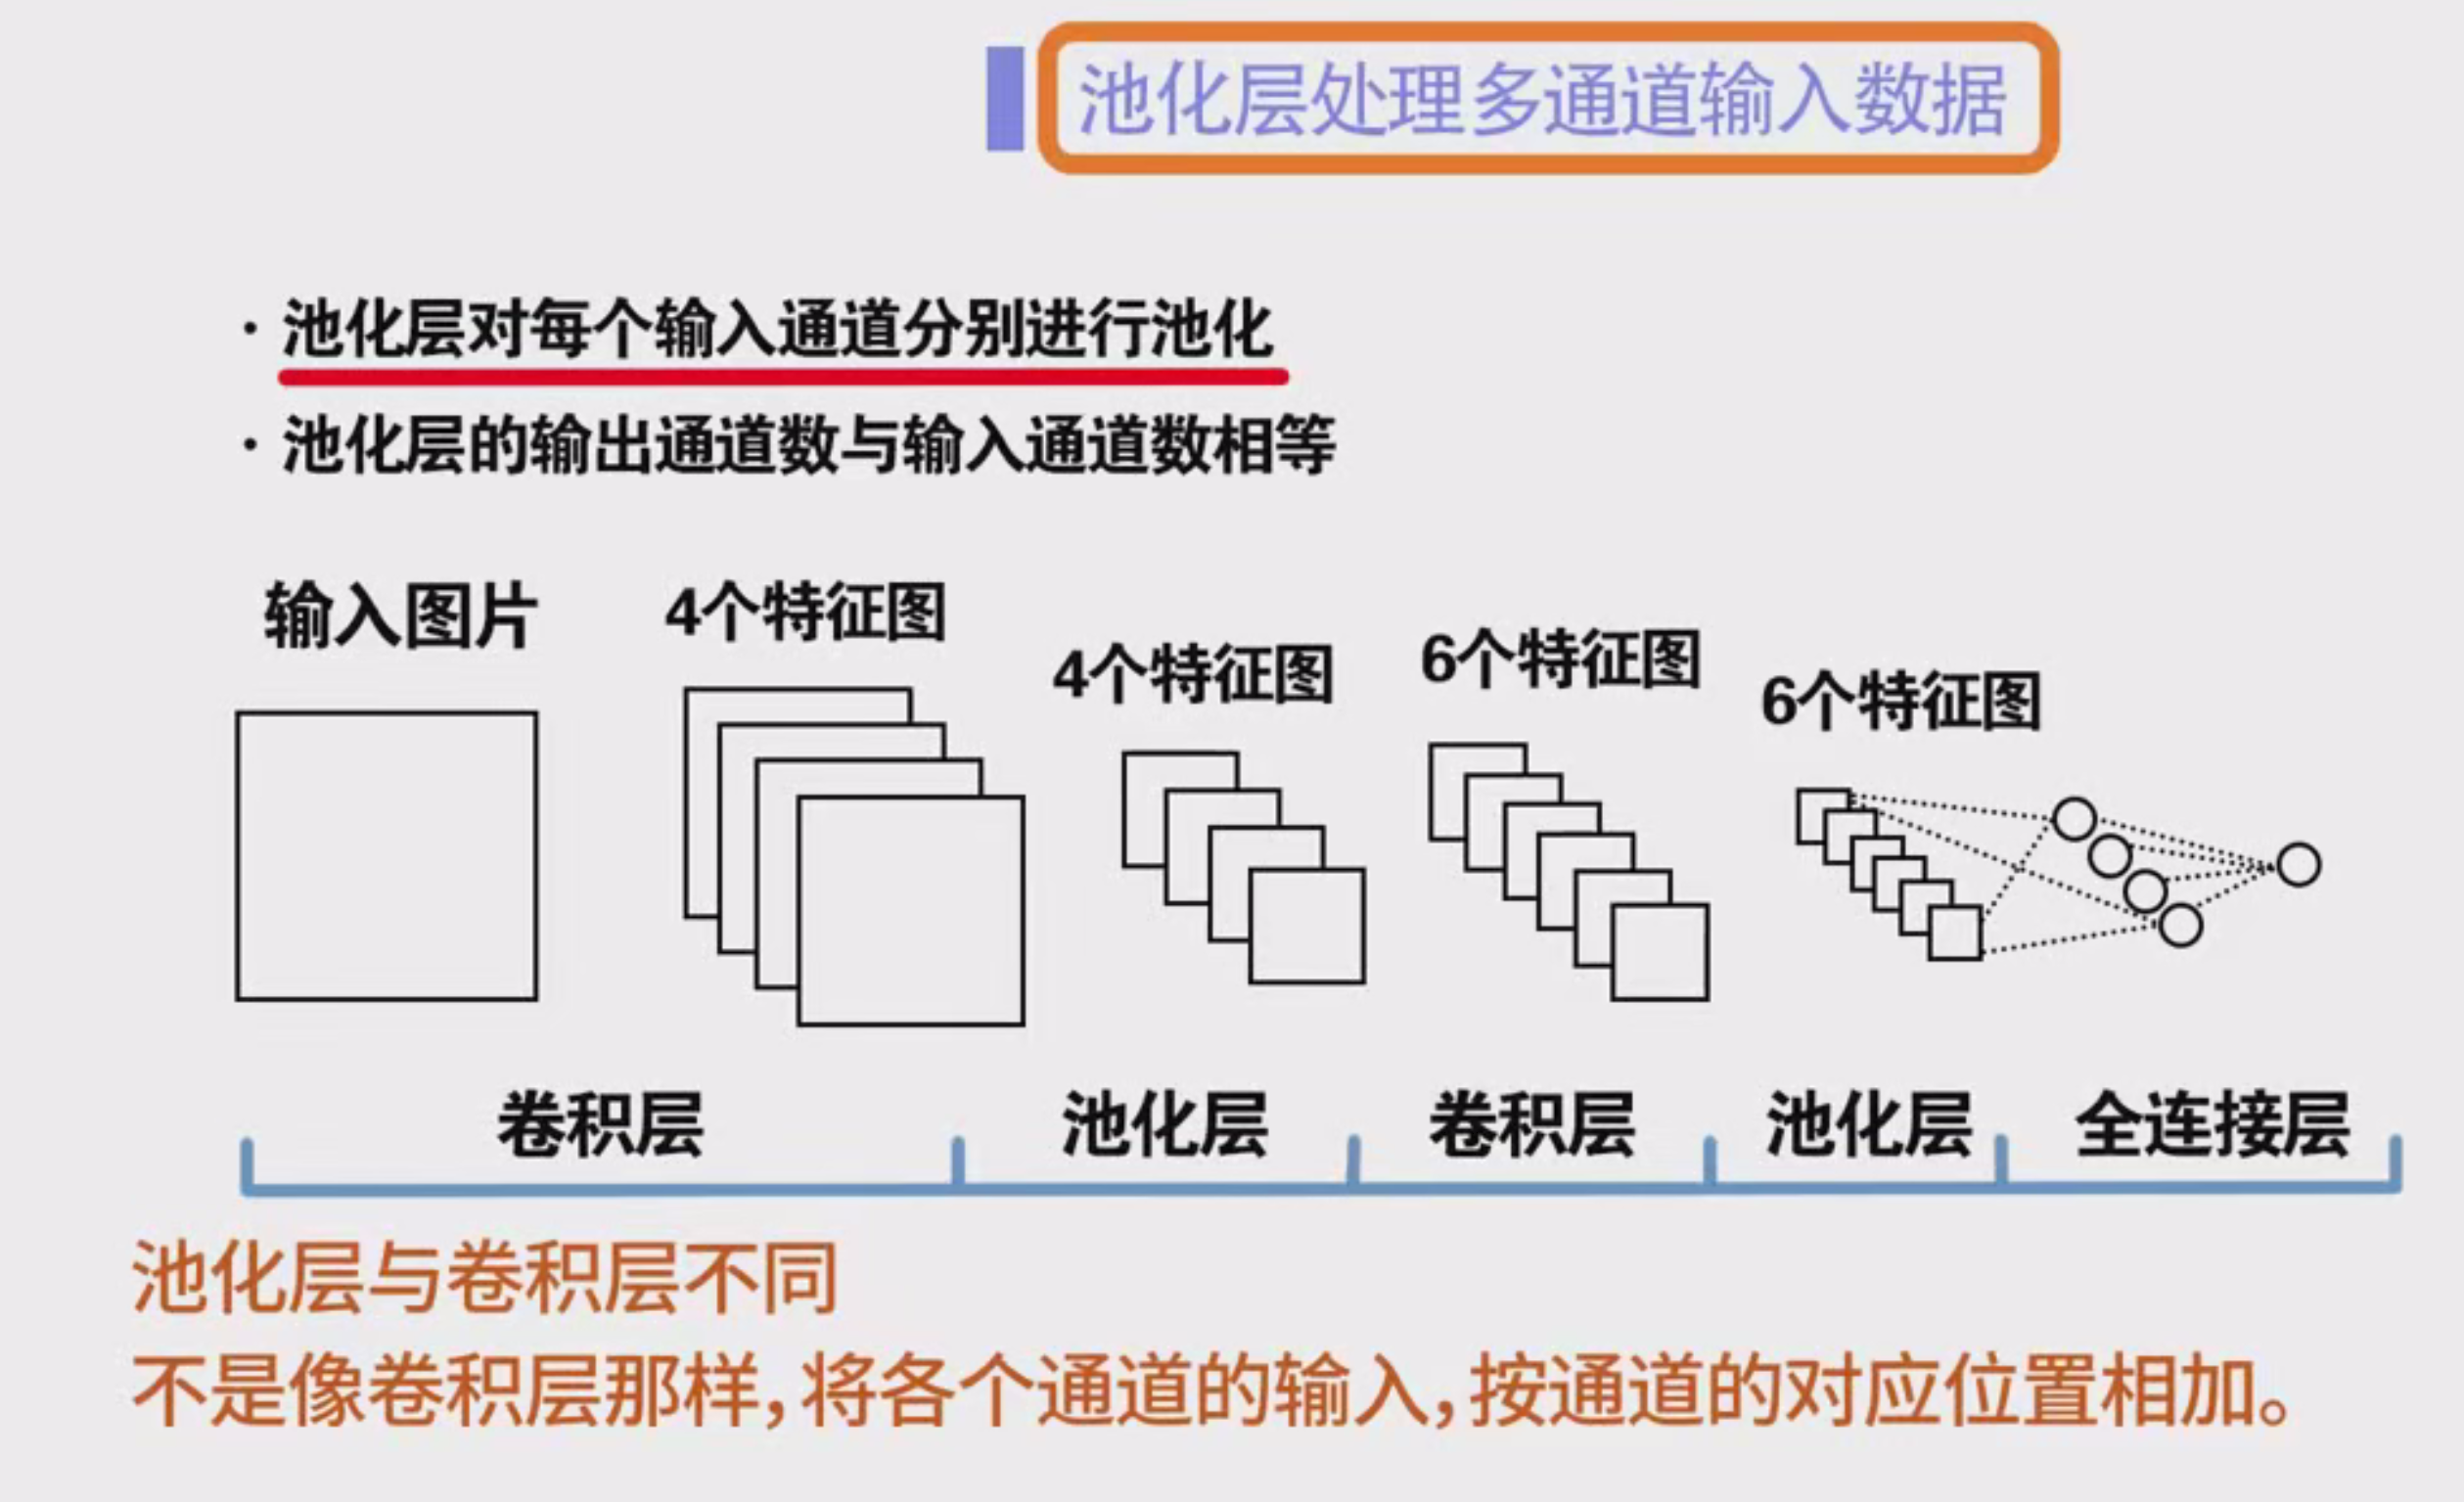 池化层处理多通道输入数据
· 池化层对每个输入通道分别进行池化
· 池化层的输出通道数与输入通道数相等
输入图片
4个特征图
4个特征图
6个特征图
6个特征图
卷积层
池化层
卷积层
池化层
全连接层
池化层与卷积层不同
不是像卷积层那样,将各个通道的输入,按通道的对应位置相加。